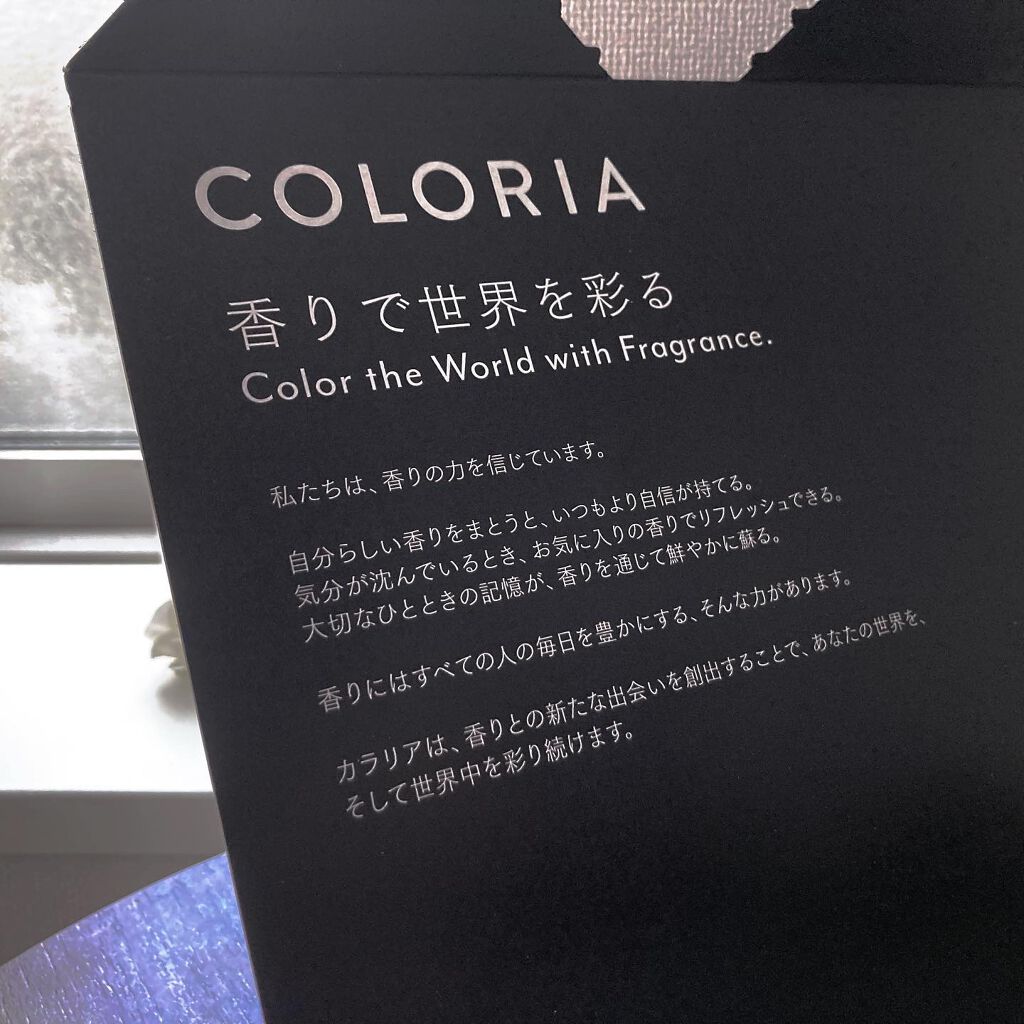 COLORIA
香りで世界を彩る
Color the World with Fragrance.
私たちは、香りの力を信じています。
自分らしい香りをまとうと、いつもより自信が持てる。
気分が沈んでいるとき、お気に入りの香りでリフレッシュできる。
大切なひとときの記憶が、香りを通じて鮮やかに蘇る。
香りにはすべての人の毎日を豊かにする、そんな力があります。
カラリアは、香りとの新たな出会いを創出することで、あなたの世界を、
そして世界中を彩り続けます。